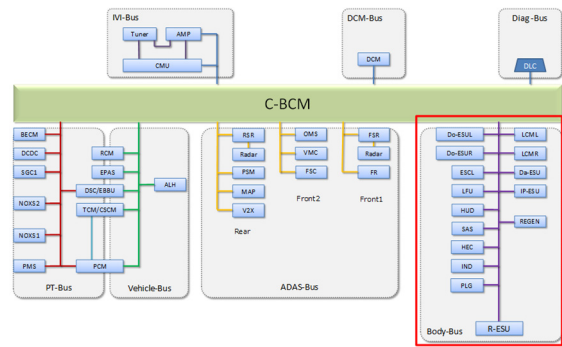 IVI-Bus
Tuner
AMP
CMU
DCM-Bus
DCM
Diag-Bus
DLC
C-BCM
BECM
DCDC
SGC1
NOXS2
NOXS1
PMS
PT-Bus
RCM
EPAS
DSC/EBBU
TCM/CSCM
PCM
ALH
Vehicle-Bus
RSR
Radar
PSM
MAP
V2X
Rear
OMS
VMC
FSC
Front2
FSR
Radar
FR
Front1
ADAS-Bus
Do-ESUL
Do-ESUR
ESCL
LFU
HUD
SAS
HEC
IND
PLG
LCML
LCMR
Da-ESU
IP-ESU
REGEN
R-ESU
Body-Bus